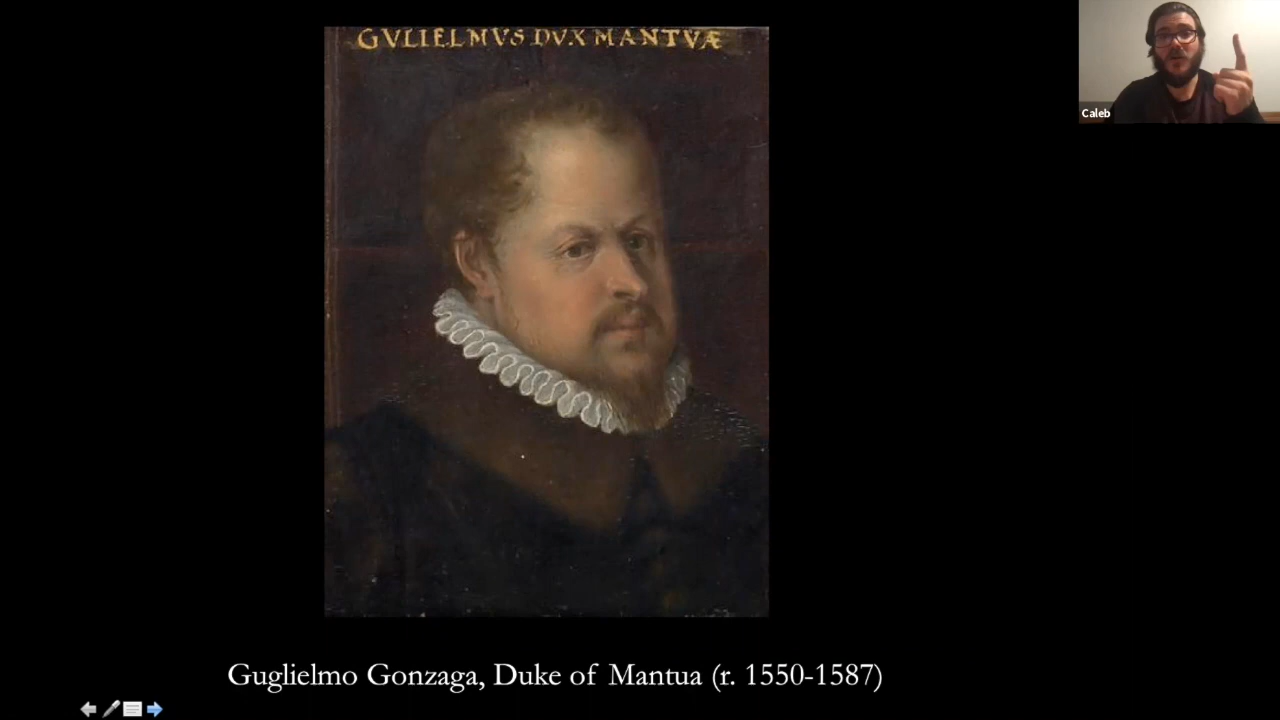 GVLIELMVS DVX MANTVÆ
Caleb
Guglielmo Gonzaga, Duke of Mantua (r. 1550-1587)